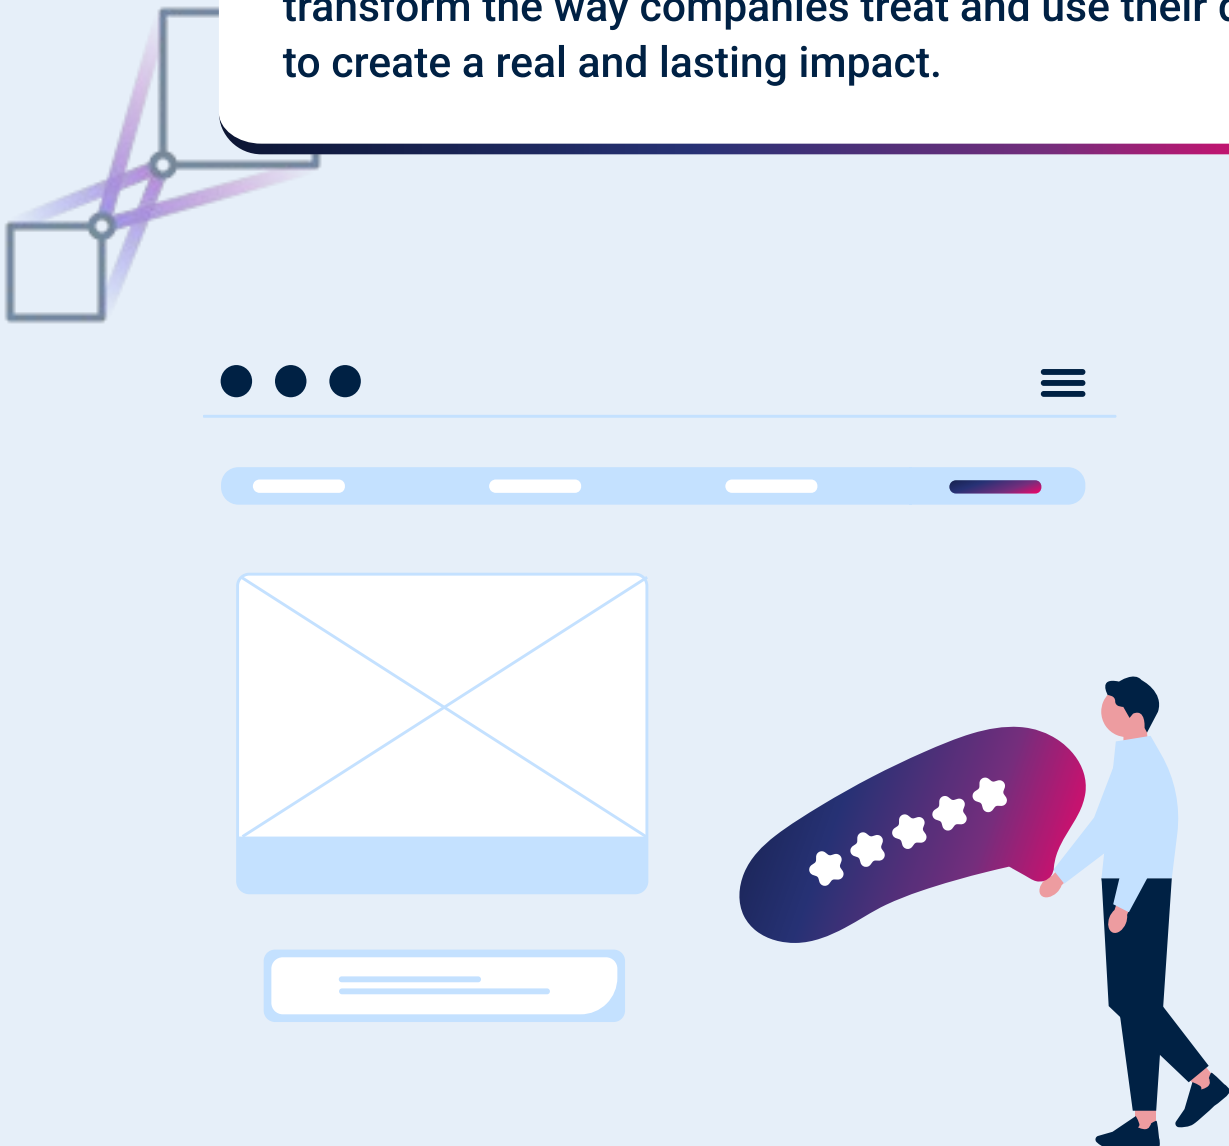 transform the way companies treat and use their
to create a real and lasting impact.